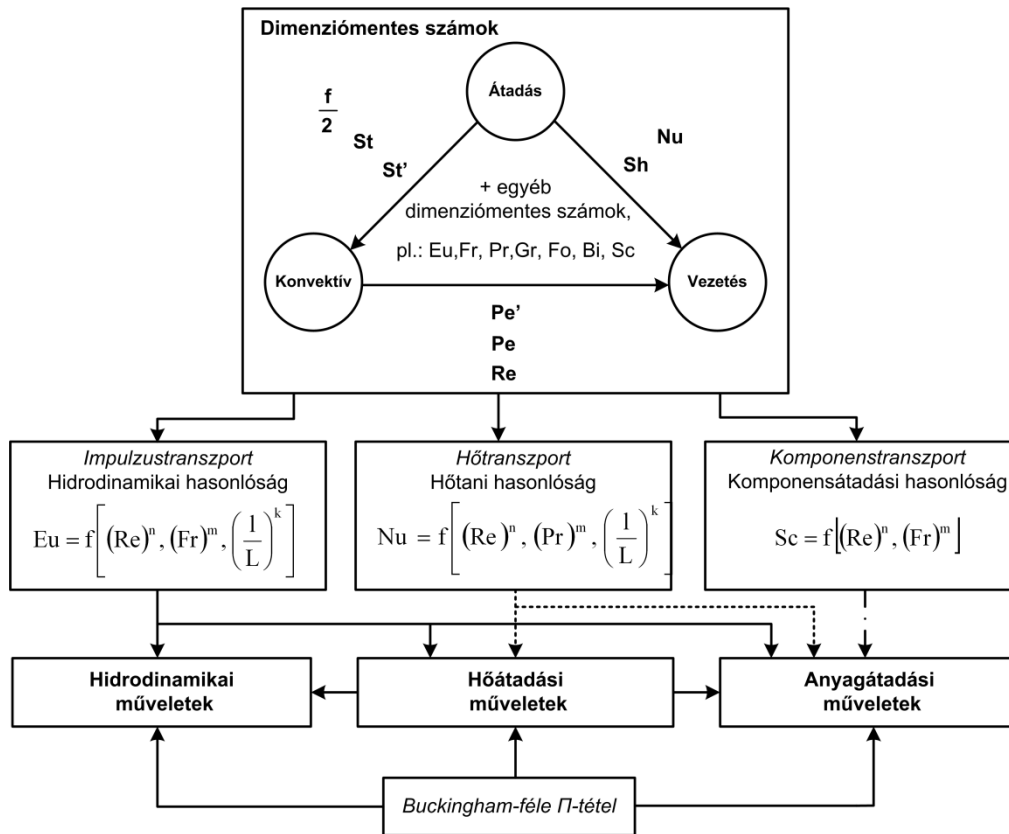 Dimenziómentes számok
Átadás
f
2
St
St’
Nu
Sh
+ egyéb
dimenziómentes számok,
pl.: Eu,Fr, Pr,Gr, Fo, Bi, Sc
Konvektív
Vezetés
Pe’
Pe
Re
Impulzustranszport
Hidrodinamikai hasonlóság
Eu = f[(Re)ⁿ, (Fr)ᵐ, (1/L)ᵏ]
Hőtranszport
Hőtani hasonlóság
Nu = f[(Re)ⁿ, (Pr)ᵐ, (1/L)ᵏ]
Komponenstranszport
Komponensátadási hasonlóság
Sc = f⌊(Re)ⁿ, (Fr)ᵐ⌋
Hidrodinamikai
műveletek
Hőátadási
műveletek
Anyagátadási
műveletek
Buckingham-féle Π-tétel